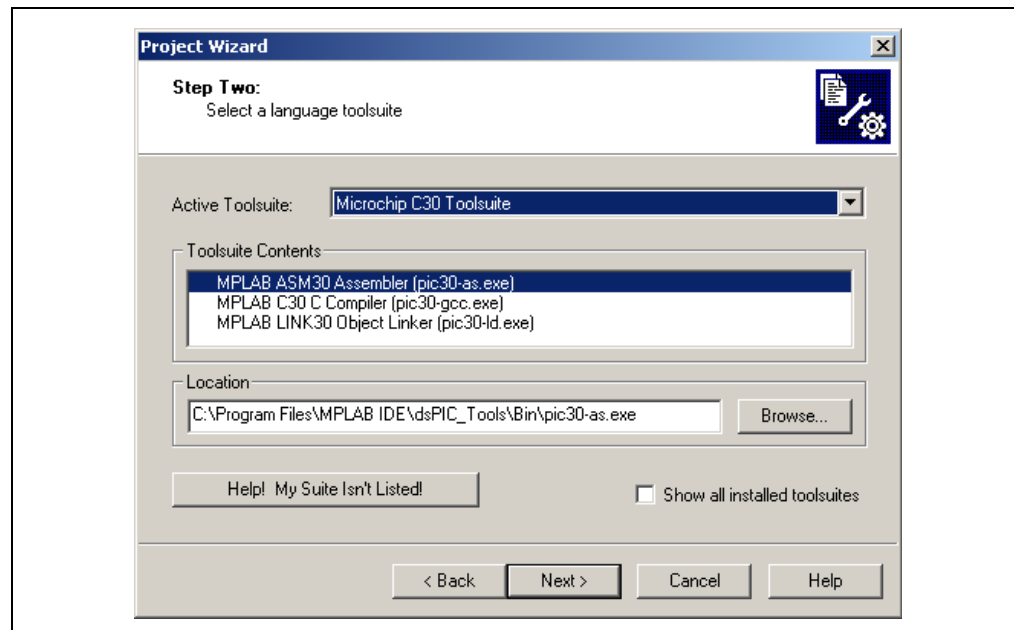 Project Wizard
Step Two:
Select a language toolsuite
Active Toolsuite: Microchip C30 Toolsuite
Toolsuite Contents
MPLAB ASM30 Assembler (pic30-as.exe)
MPLAB C30 C Compiler (pic30-gcc.exe)
MPLAB LINK30 Object Linker (pic30-ld.exe)
Location
C:\Program Files\MPLAB IDE\dsPIC_Tools\Bin\pic30-as.exe Browse...
Help! My Suite Isn't Listed! Show all installed toolsuites
< Back Next > Cancel Help